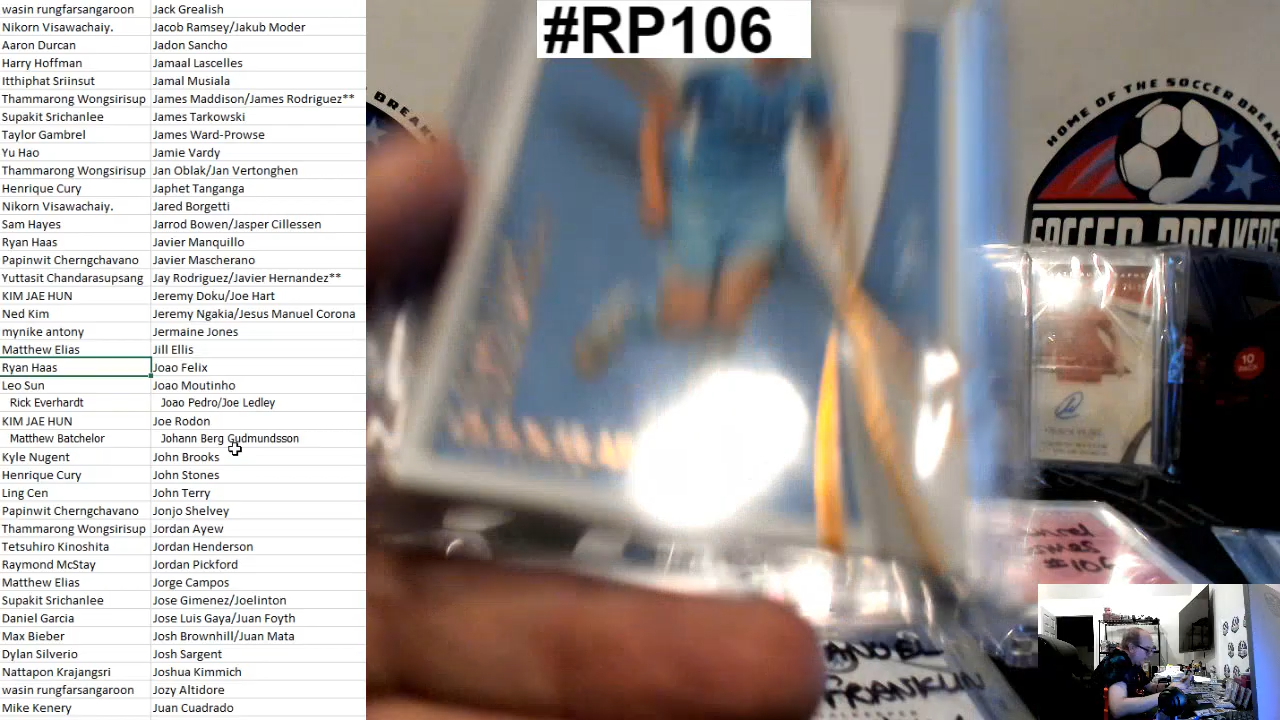 #RP106
wasin rungfarsangaroon Jack Grealish
Nikorn Visawachaiy. Jacob Ramsey/Jakub Moder
Aaron Durcan Jadon Sancho
Harry Hoffman Jamaal Lascelles
Itthiphat Sriinsut Jamal Musiala
Thammarong Wongsirisup James Maddison/James Rodriguez**
Supakit Srichanlee James Tarkowski
Taylor Gambrel James Ward-Prowse
Yu Hao Jamie Vardy
Thammarong Wongsirisup Jan Oblak/Jan Vertonghen
Henrique Cury Japhet Tanganga
Nikorn Visawachaiy. Jared Borgetti
Sam Hayes Jarrod Bowen/Jasper Cillessen
Ryan Haas Javier Manquillo
Papinwit Cherngchavano Javier Mascherano
Yuttasit Chandarasupsang Jay Rodriguez/Javier Hernandez**
KIM JAE HUN Jeremy Doku/Joe Hart
Ned Kim Jeremy Ngakia/Jesus Manuel Corona
mynike antony Jermaine Jones
Matthew Elias Jill Ellis
Ryan Haas Joao Felix
Leo Sun Joao Moutinho
Rick Everhardt Joao Pedro/Joe Ledley
KIM JAE HUN Joe Rodon
Matthew Batchelor Johann Berg Gudmundsson
Kyle Nugent John Brooks
Henrique Cury John Stones
Ling Cen John Terry
Papinwit Cherngchavano Jonjo Shelvey
Thammarong Wongsirisup Jordan Ayew
Tetsuhiro Kinoshita Jordan Henderson
Raymond McStay Jordan Pickford
Matthew Elias Jorge Campos
Supakit Srichanlee Jose Gimenez/Joelinton
Daniel Garcia Jose Luis Gaya/Juan Foyth
Max Bieber Josh Brownhill/Juan Mata
Dylan Silverio Josh Sargent
Nattapon Krajangsri Joshua Kimmich
wasin rungfarsangaroon Jozy Altidore
Mike Kenery Juan Cuadrado
HOME OF THE SOCCER BREAK
SOCCER BREAKERS
10
#106
FRANKLIN